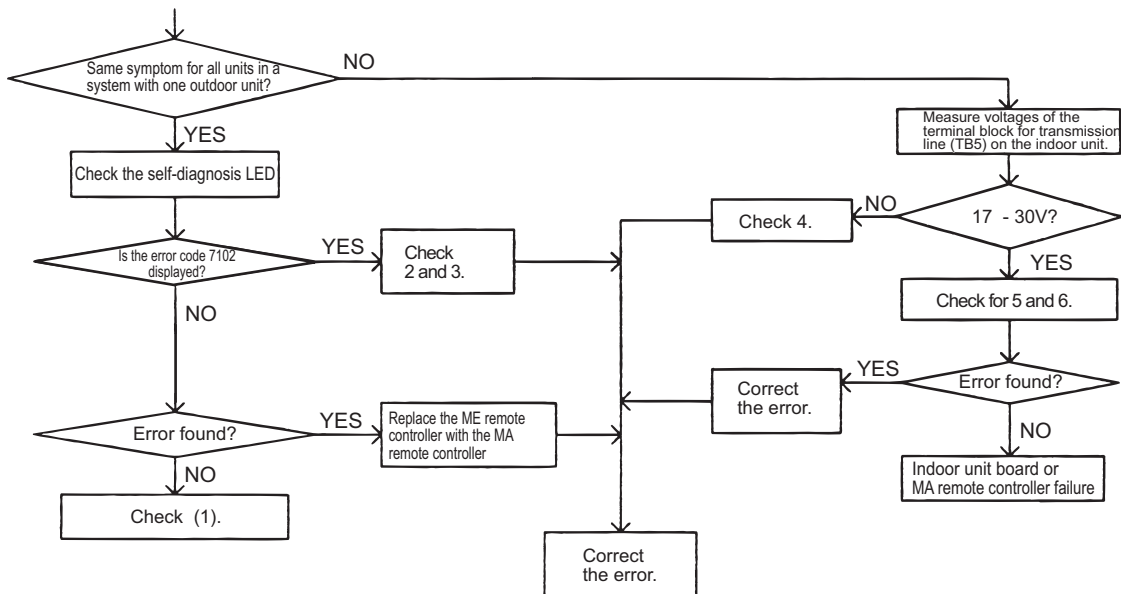 Same symptom for all units in a
system with one outdoor unit?
NO
YES
Measure voltages of the
terminal block for transmission
line (TB5) on the indoor unit.
Check the self-diagnosis LED
17 - 30V?
NO
Check 4.
YES
Is the error code 7102
displayed?
YES
Check
2 and 3.
Check for 5 and 6.
NO
Error found?
YES
Correct
the error.
NO
Indoor unit board or
MA remote controller failure
Error found?
YES
Replace the ME remote
controller with the MA
remote controller
NO
Check (1).
Correct
the error.